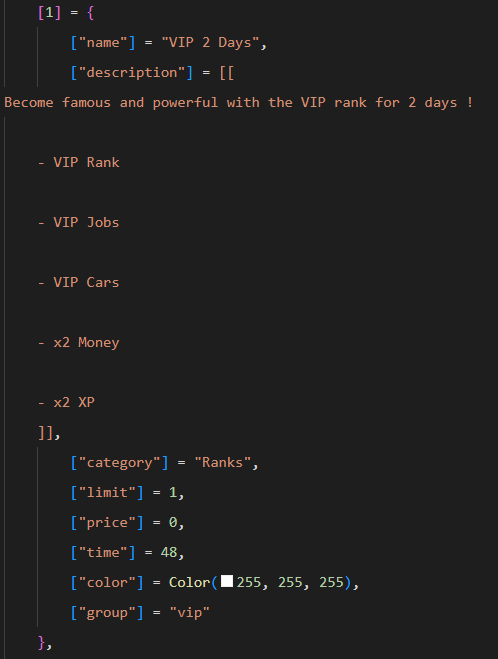 [1] = {
["name"] = "VIP 2 Days",
["description"] = [[
Become famous and powerful with the VIP rank for 2 days !
- VIP Rank
- VIP Jobs
- VIP Cars
- x2 Money
- x2 XP
]],
["category"] = "Ranks",
["limit"] = 1,
["price"] = 0,
["time"] = 48,
["color"] = Color(255, 255, 255),
["group"] = "vip"
},